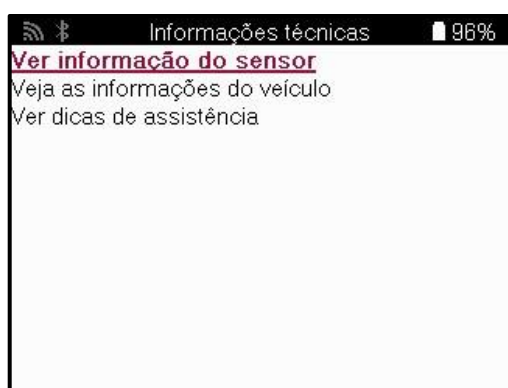 Informações técnicas 96%
Ver informação do sensor
Veja as informações do veículo
Ver dicas de assistência